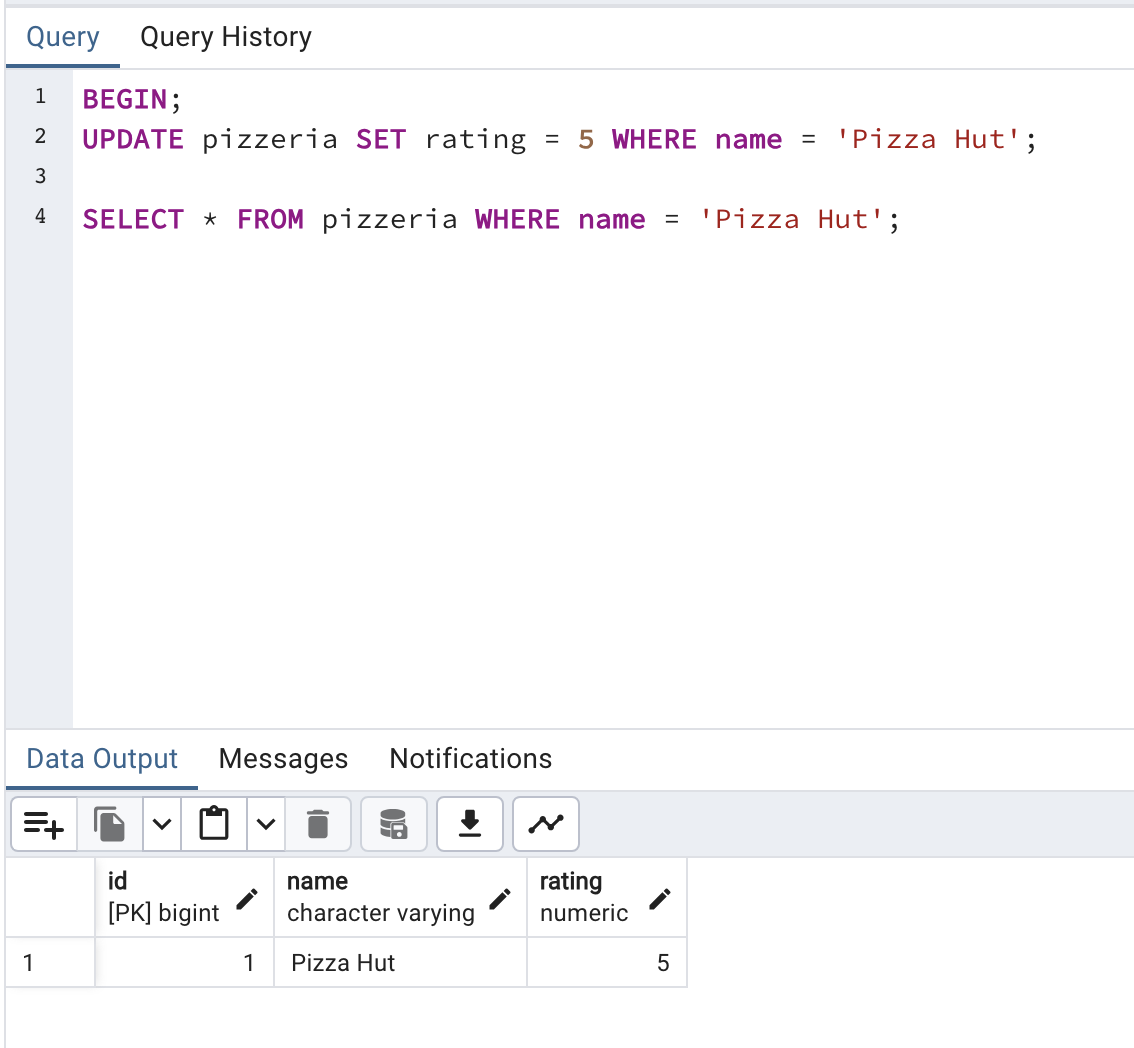 Query Query History
1 BEGIN;
2 UPDATE pizzeria SET rating = 5 WHERE name = 'Pizza Hut';
3
4 SELECT * FROM pizzeria WHERE name = 'Pizza Hut';
Data Output Messages Notifications
id name rating
[PK] bigint character varying numeric
1 1 Pizza Hut 5